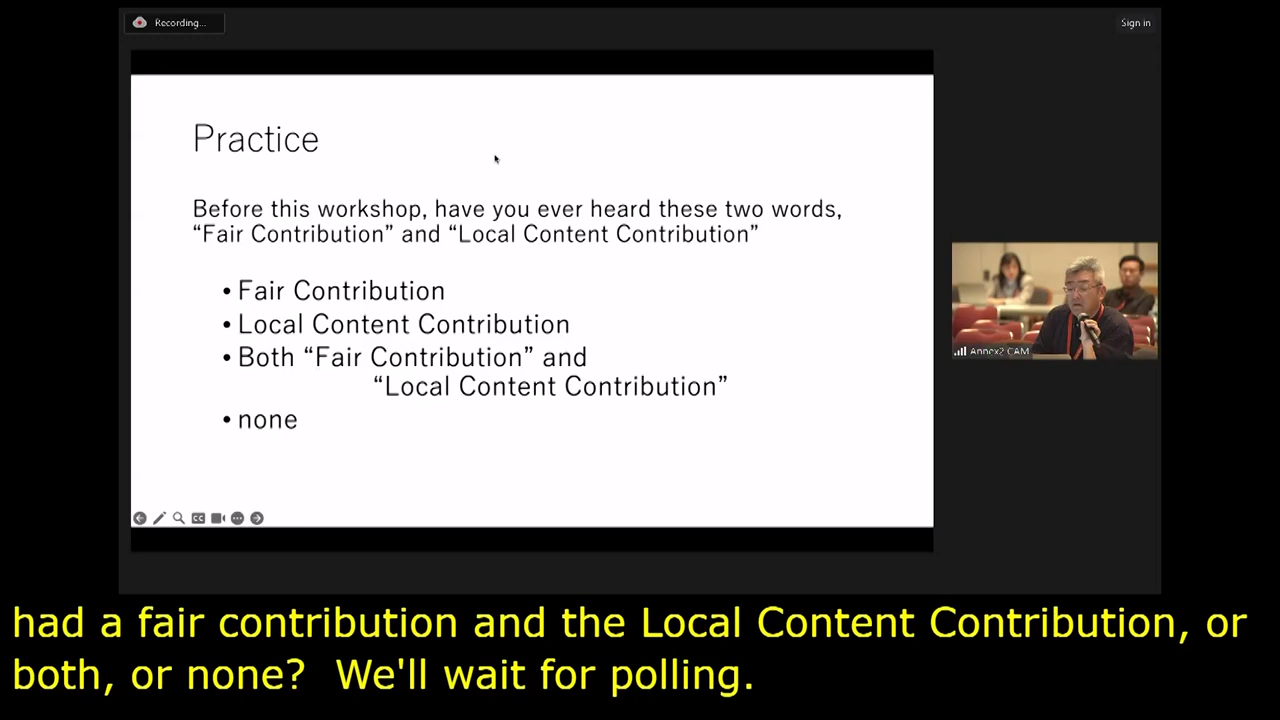 Recording...
Sign in
Practice
Before this workshop, have you ever heard these two words,
“Fair Contribution” and “Local Content Contribution”
• Fair Contribution
• Local Content Contribution
• Both “Fair Contribution” and
“Local Content Contribution”
• none
CC
Annex2 CAM
had a fair contribution and the Local Content Contribution, or
both, or none?  We'll wait for polling.